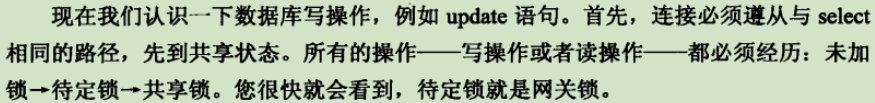 现在我们认识一下数据库写操作，例如 update 语句。首先，连接必须遵从与 select
相同的路径，先到共享状态。所有的操作——写操作或者读操作——都必须经历：未加
锁→待定锁→共享锁。您很快就会看到，待定锁就是网关锁。